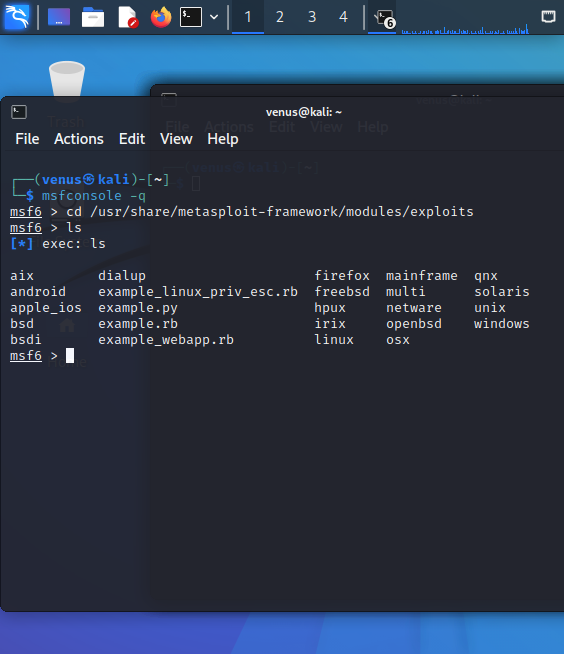 1 2 3 4 6
venus@kali: ~
File Actions Edit View Help
┌──(venus㉿kali)-[~]
└─$ msfconsole -q
msf6 > cd /usr/share/metasploit-framework/modules/exploits
msf6 > ls
[*] exec: ls
aix dialup firefox mainframe qnx
android example_linux_priv_esc.rb freebsd multi solaris
apple_ios example.py hpux netware unix
bsd example.rb irix openbsd windows
bsdi example_webapp.rb linux osx
msf6 >